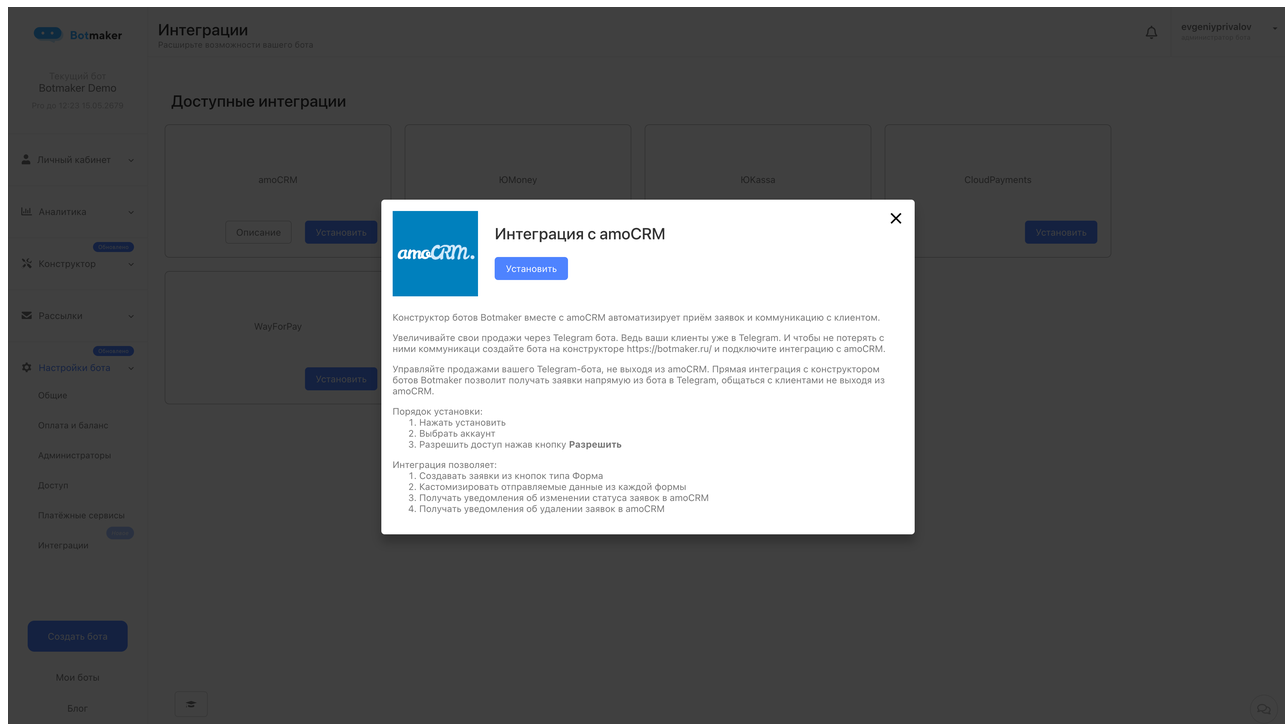 Botmaker
Интеграции
Расширьте возможности вашего бота
evgeniyprivalov
Текущий бот
Botmaker Demo
Доступные интеграции
Личный кабинет
Аналитика
Обновлено
Конструктор
Рассылки
Обновлено
Настройки бота
Общие
Оплата и баланс
Администраторы
Доступ
Платёжные сервисы
Интеграции
Создать бота
Мои боты
Блог
amoCRM
Описание
Установить
ЮMoney
ЮKassa
CloudPayments
Установить
WayForPay
Установить
amoCRM.
Интеграция с amoCRM
Установить
Конструктор ботов Botmaker вместе с amoCRM автоматизирует приём заявок и коммуникацию с клиентом.
Увеличивайте свои продажи через Telegram бота. Ведь ваши клиенты уже в Telegram. И чтобы не потерять с
ними коммуникаци создайте бота на конструкторе https://botmaker.ru/ и подключите интеграцию с amoCRM.
Управляйте продажами вашего Telegram-бота, не выходя из amoCRM. Прямая интеграция с конструктором
ботов Botmaker позволит получать заявки напрямую из бота в Telegram, общаться с клиентами не выходя из
amoCRM.
Порядок установки:
1. Нажать установить
2. Выбрать аккаунт
3. Разрешить доступ нажав кнопку Разрешить
Интеграция позволяет:
1. Создавать заявки из кнопок типа Форма
2. Кастомизировать отправляемые данные из каждой формы
3. Получать уведомления об изменении статуса заявок в amoCRM
4. Получать уведомления об удалении заявок в amoCRM